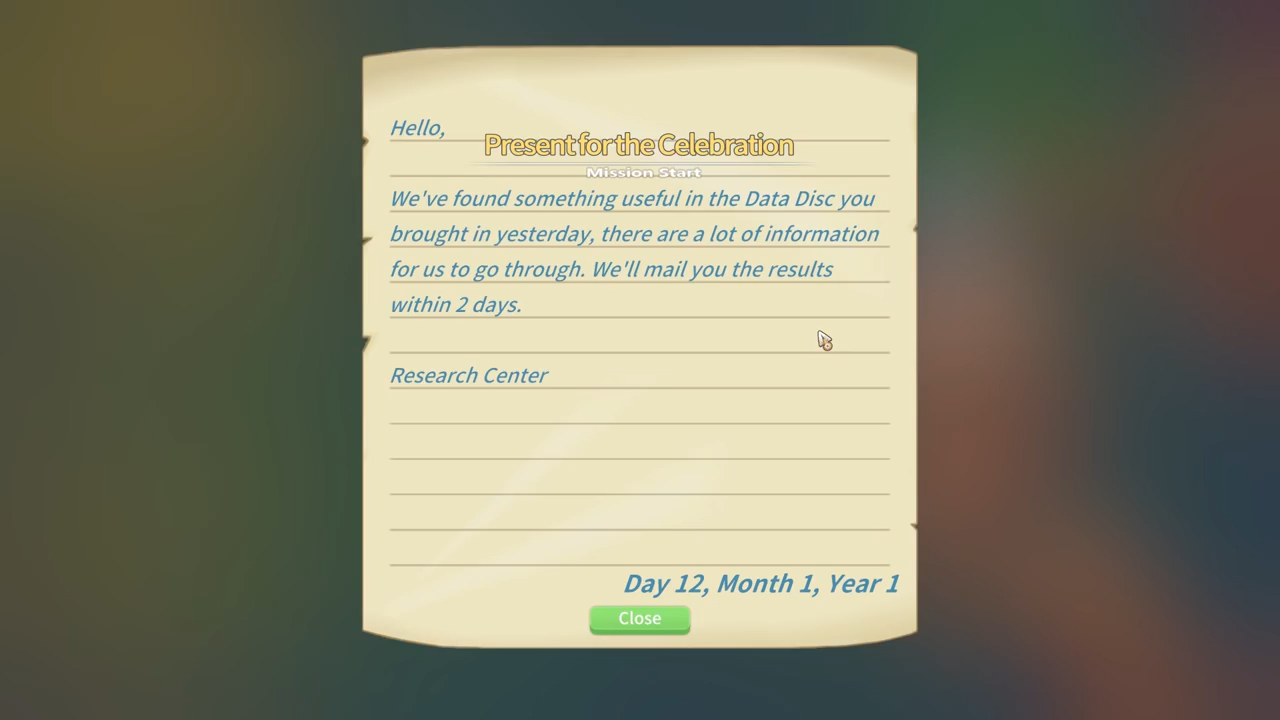 Hello,
Present for the Celebration
Mission Start
We've found something useful in the Data Disc you
brought in yesterday, there are a lot of information
for us to go through. We'll mail you the results
within 2 days.
Research Center
Day 12, Month 1, Year 1
Close